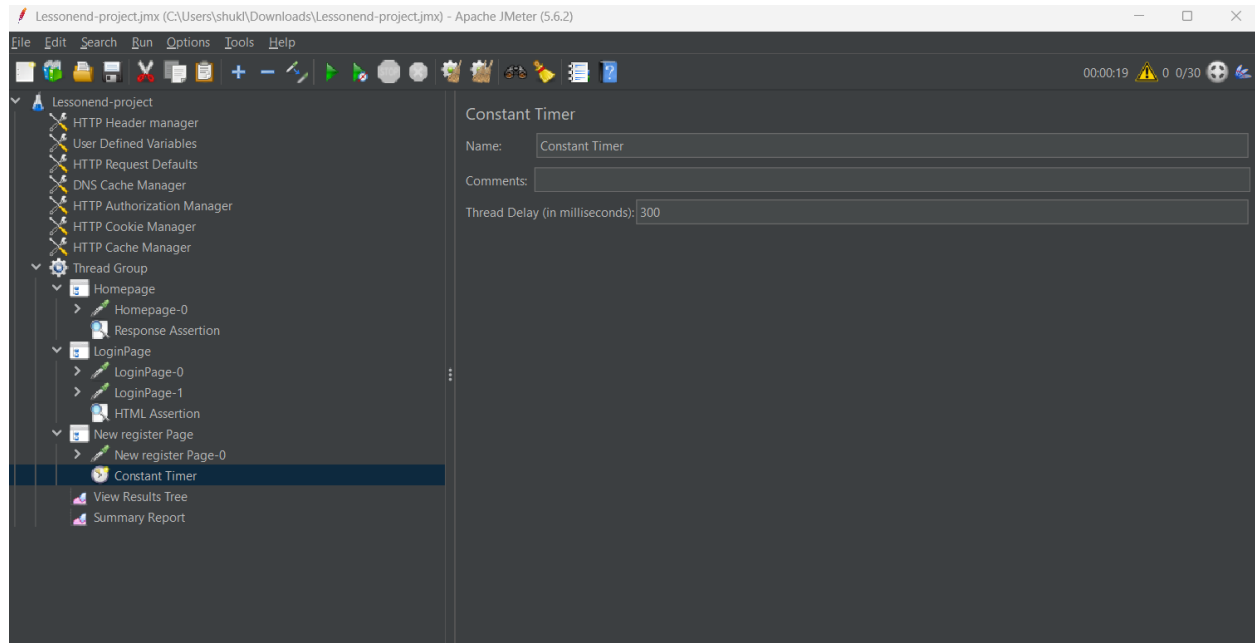 Lessonend-project.jmx (C:\Users\shukl\Downloads\Lessonend-project.jmx) - Apache JMeter (5.6.2)
File Edit Search Run Options Tools Help
00:00:19 0 0/30
Lessonend-project
HTTP Header manager
User Defined Variables
HTTP Request Defaults
DNS Cache Manager
HTTP Authorization Manager
HTTP Cookie Manager
HTTP Cache Manager
Thread Group
Homepage
Homepage-0
Response Assertion
LoginPage
LoginPage-0
LoginPage-1
HTML Assertion
New register Page
New register Page-0
Constant Timer
View Results Tree
Summary Report
Constant Timer
Name: Constant Timer
Comments:
Thread Delay (in milliseconds): 300